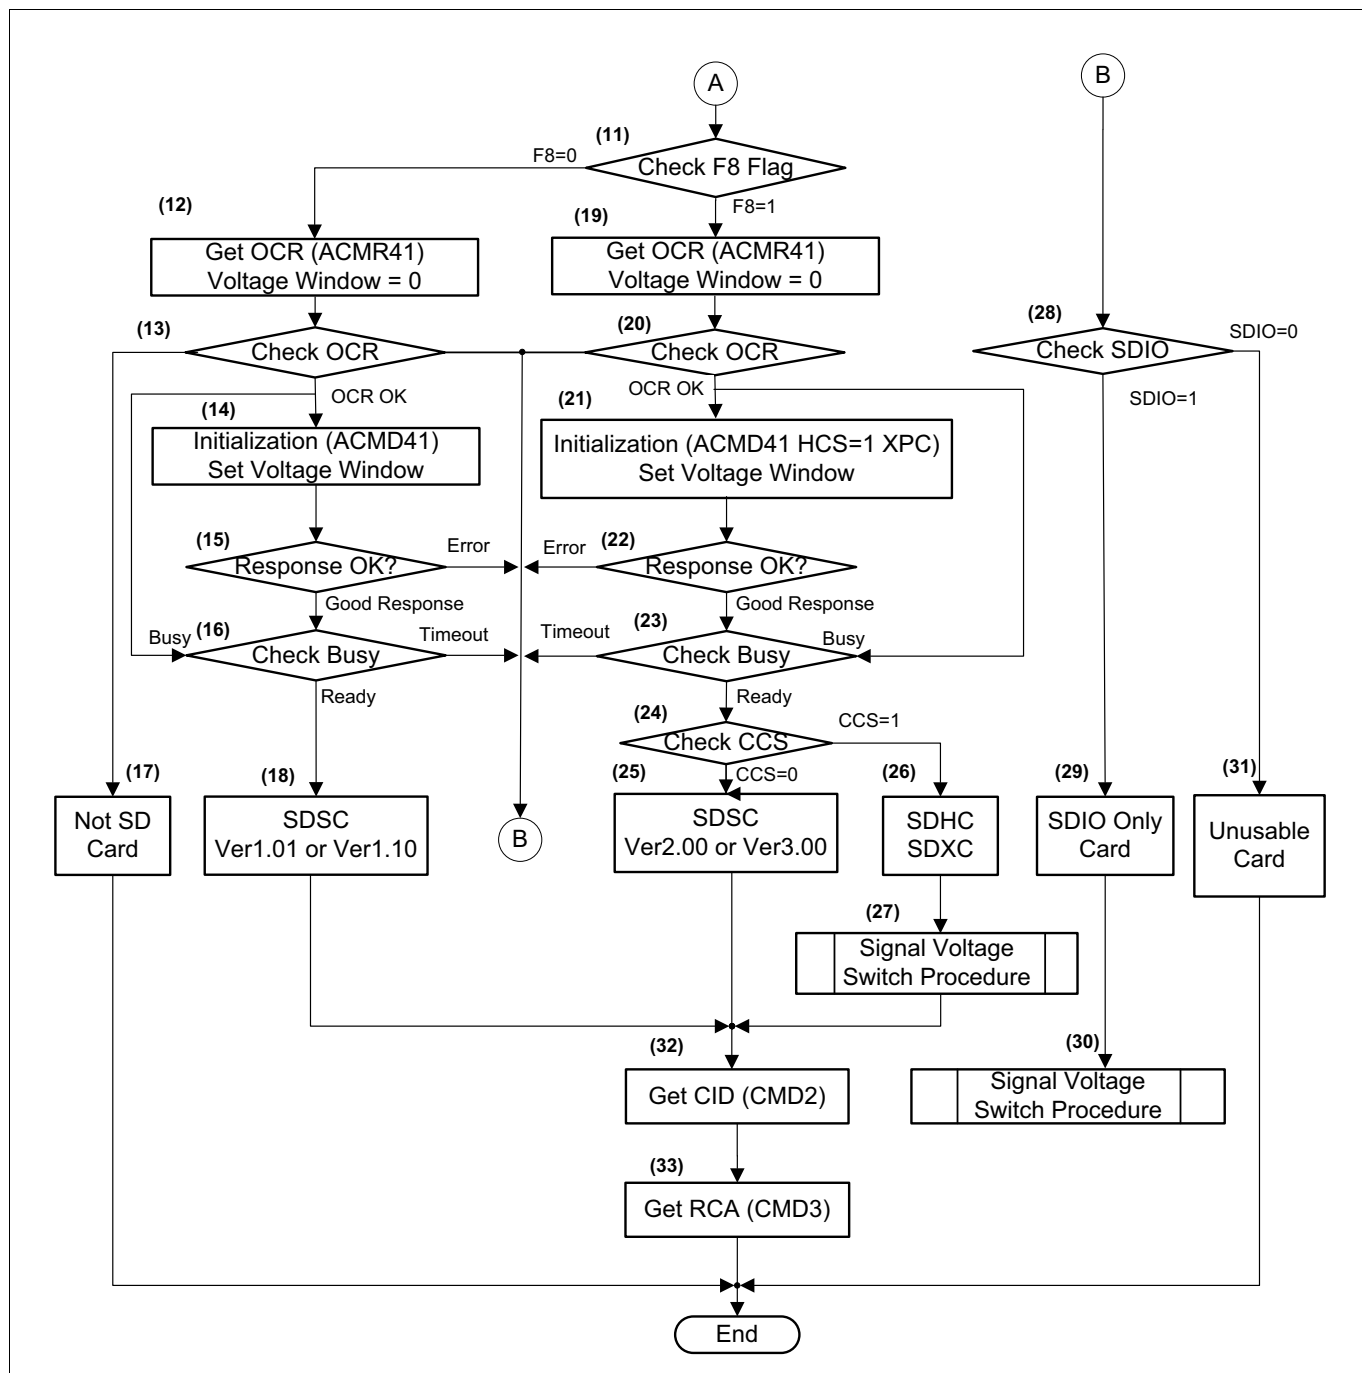 A
B
(11)
F8=0
Check F8 Flag
F8=1
(12)
(19)
Get OCR (ACMR41)
Voltage Window = 0
Get OCR (ACMR41)
Voltage Window = 0
(13)
Check OCR
(20)
Check OCR
(28)
Check SDIO
SDIO=0
SDIO=1
OCR OK
OCR OK
(14)
Initialization (ACMD41)
Set Voltage Window
(21)
Initialization (ACMD41 HCS=1 XPC)
Set Voltage Window
(15)
Response OK?
Error
Error
(22)
Response OK?
Good Response
Good Response
Busy
(16)
Check Busy
Timeout
Timeout
(23)
Check Busy
Busy
Ready
Ready
(24)
Check CCS
CCS=1
CCS=0
(17)
Not SD
Card
(18)
SDSC
Ver1.01 or Ver1.10
B
(25)
SDSC
Ver2.00 or Ver3.00
(26)
SDHC
SDXC
(29)
SDIO Only
Card
(31)
Unusable
Card
(27)
Signal Voltage
Switch Procedure
(32)
Get CID (CMD2)
(30)
Signal Voltage
Switch Procedure
(33)
Get RCA (CMD3)
End